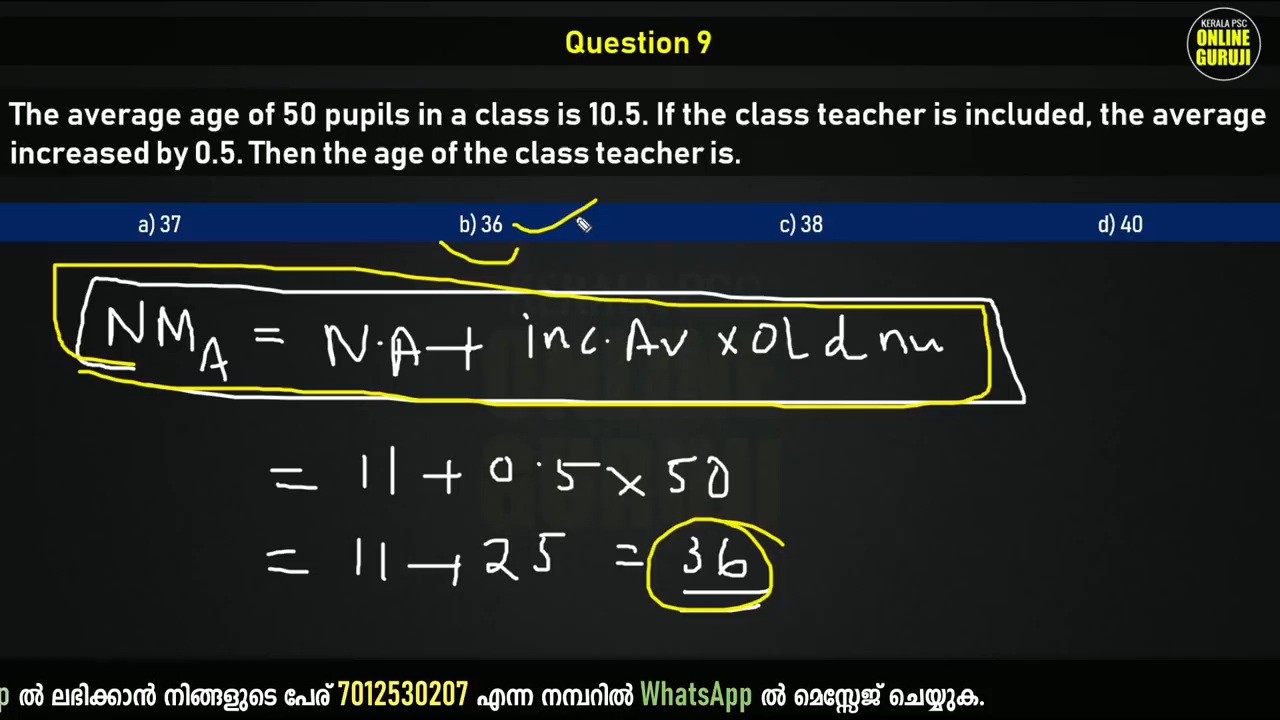 Question 9
KERALA PSC
ONLINE
GURUJI
The average age of 50 pupils in a class is 10.5. If the class teacher is included, the average
increased by 0.5. Then the age of the class teacher is.
a) 37 b) 36 c) 38 d) 40
NMA = N.A + inc. Av x OLd nu
= 11 + 0.5 x 50
= 11 + 25 = 36
p ൽ ലഭിക്കാൻ നിങ്ങളുടെ പേര് 7012530207 എന്ന നമ്പറിൽ WhatsApp ൽ മെസ്സേജ് ചെയ്യുക.